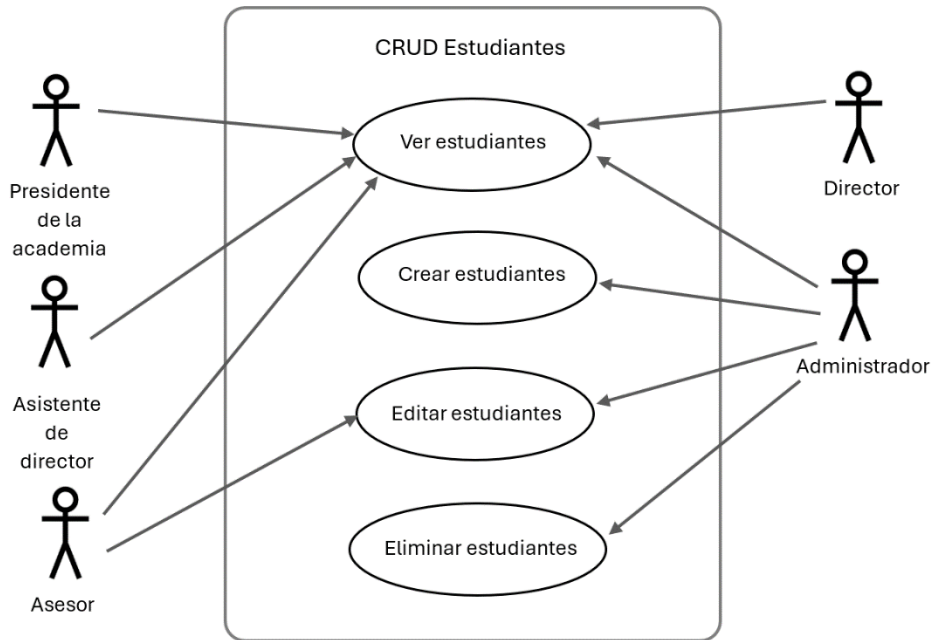 CRUD Estudiantes
Ver estudiantes
Crear estudiantes
Editar estudiantes
Eliminar estudiantes
Presidente
de la
academia
Asistente
de
director
Asesor
Director
Administrador